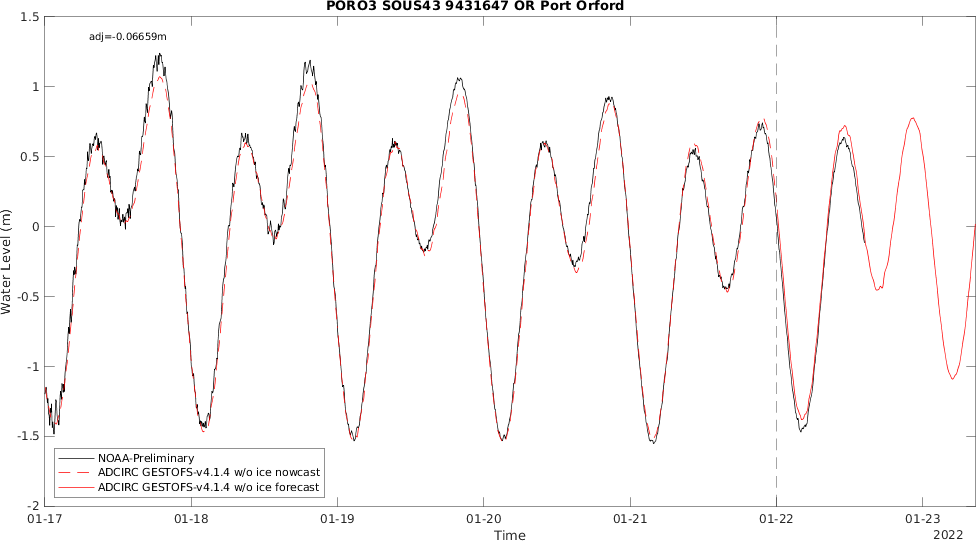 PORO3 SOUS43 9431647 OR Port Orford
adj=-0.06659m
1.5
1
0.5
0
-0.5
-1
-1.5
-2
Water Level (m)
NOAA-Preliminary
ADCIRC GESTOFS-v4.1.4 w/o ice nowcast
ADCIRC GESTOFS-v4.1.4 w/o ice forecast
01-17 01-18 01-19 01-20 01-21 01-22 01-23
Time
2022